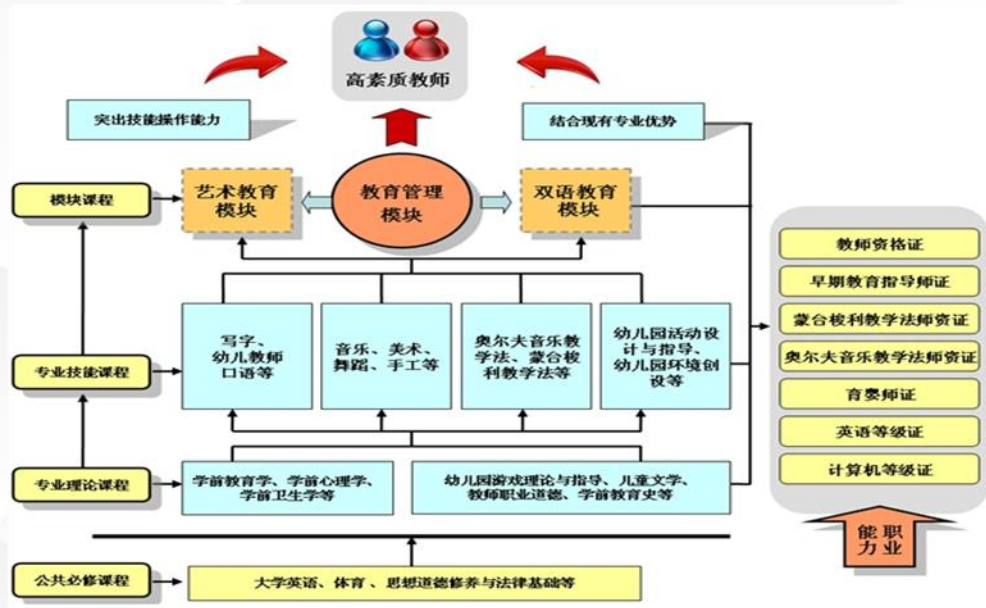 高素质教师
突出技能操作能力
结合现有专业优势
模块课程
艺术教育
模块
教育管理
模块
双语教育
模块
专业技能课程
写字、
幼儿教师
口语等
音乐、美术、
舞蹈、手工等
奥尔夫音乐教
学法、蒙台梭
利教学法等
幼儿园活动设
计与指导、
幼儿园环境创
设等
专业理论课程
学前教育学、学前心理学、
学前卫生学等
幼儿园游戏理论与指导、儿童文学、
教师职业道德、学前教育史等
公共必修课程
大学英语、体育、思想道德修养与法律基础等
教师资格证
早期教育指导师证
蒙台梭利教学法师资证
奥尔夫音乐教学法师资证
育婴师证
英语等级证
计算机等级证
能职
力业